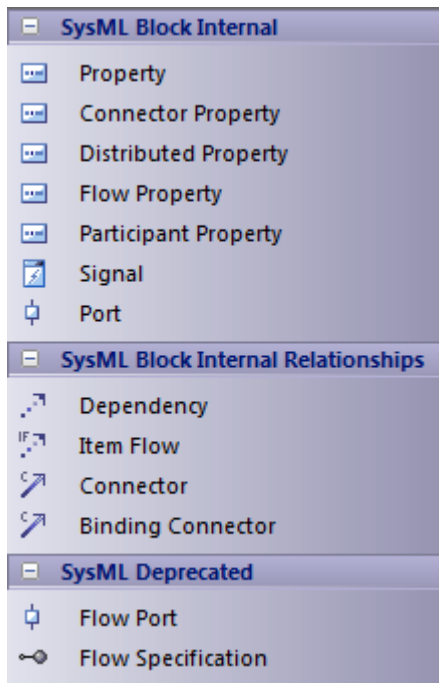 SysML Block Internal
Property
Connector Property
Distributed Property
Flow Property
Participant Property
Signal
Port
SysML Block Internal Relationships
Dependency
IF Item Flow
C Connector
C Binding Connector
SysML Deprecated
Flow Port
Flow Specification